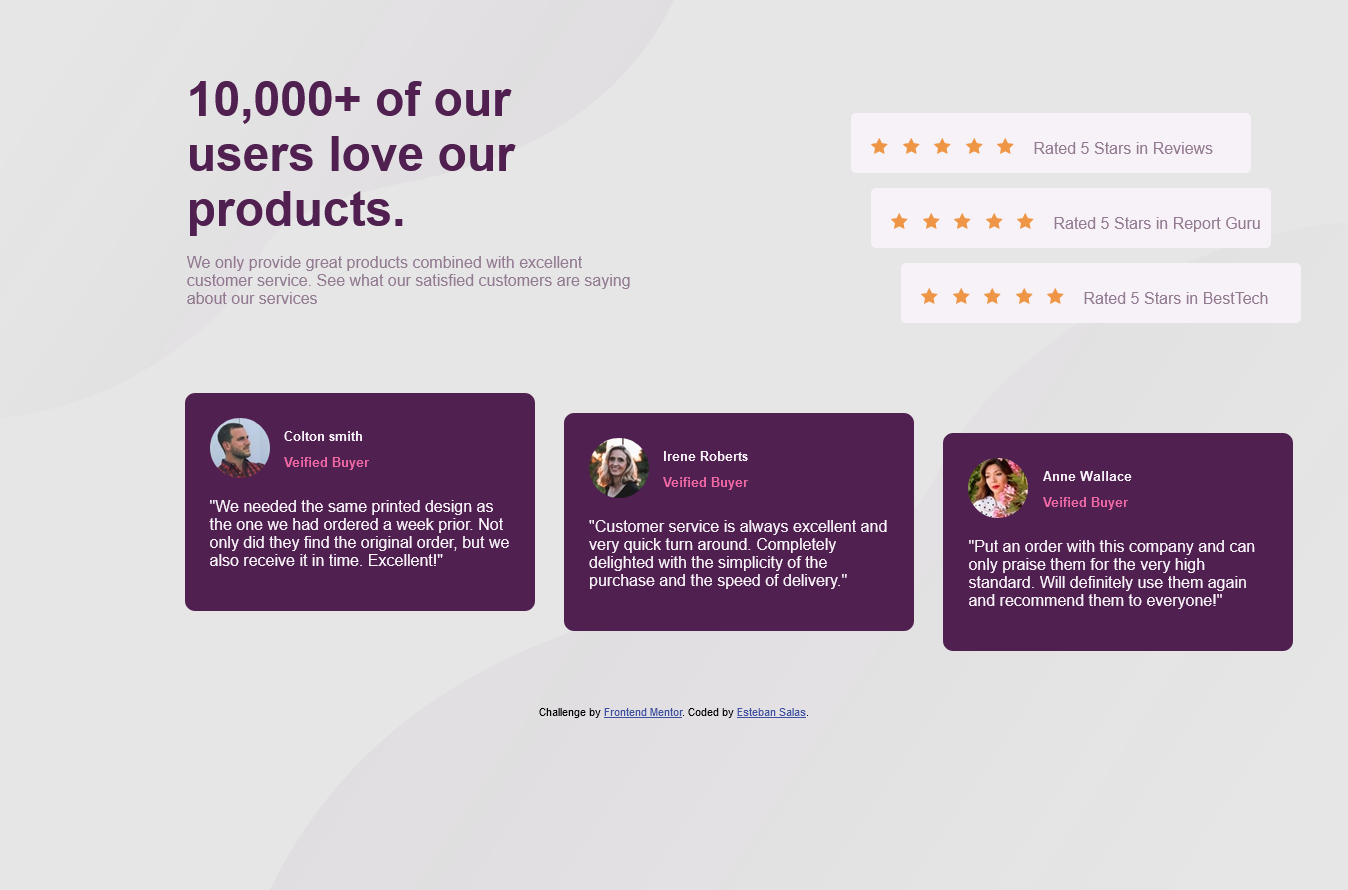 10,000+ of our
users love our
products.
We only provide great products combined with excellent
customer service. See what our satisfied customers are saying
about our services
Rated 5 Stars in Reviews
Rated 5 Stars in Report Guru
Rated 5 Stars in BestTech
Colton smith
Veified Buyer
"We needed the same printed design as
the one we had ordered a week prior. Not
only did they find the original order, but we
also receive it in time. Excellent!"
Irene Roberts
Veified Buyer
"Customer service is always excellent and
very quick turn around. Completely
delighted with the simplicity of the
purchase and the speed of delivery."
Anne Wallace
Veified Buyer
"Put an order with this company and can
only praise them for the very high
standard. Will definitely use them again
and recommend them to everyone!"
Challenge by Frontend Mentor. Coded by Esteban Salas.